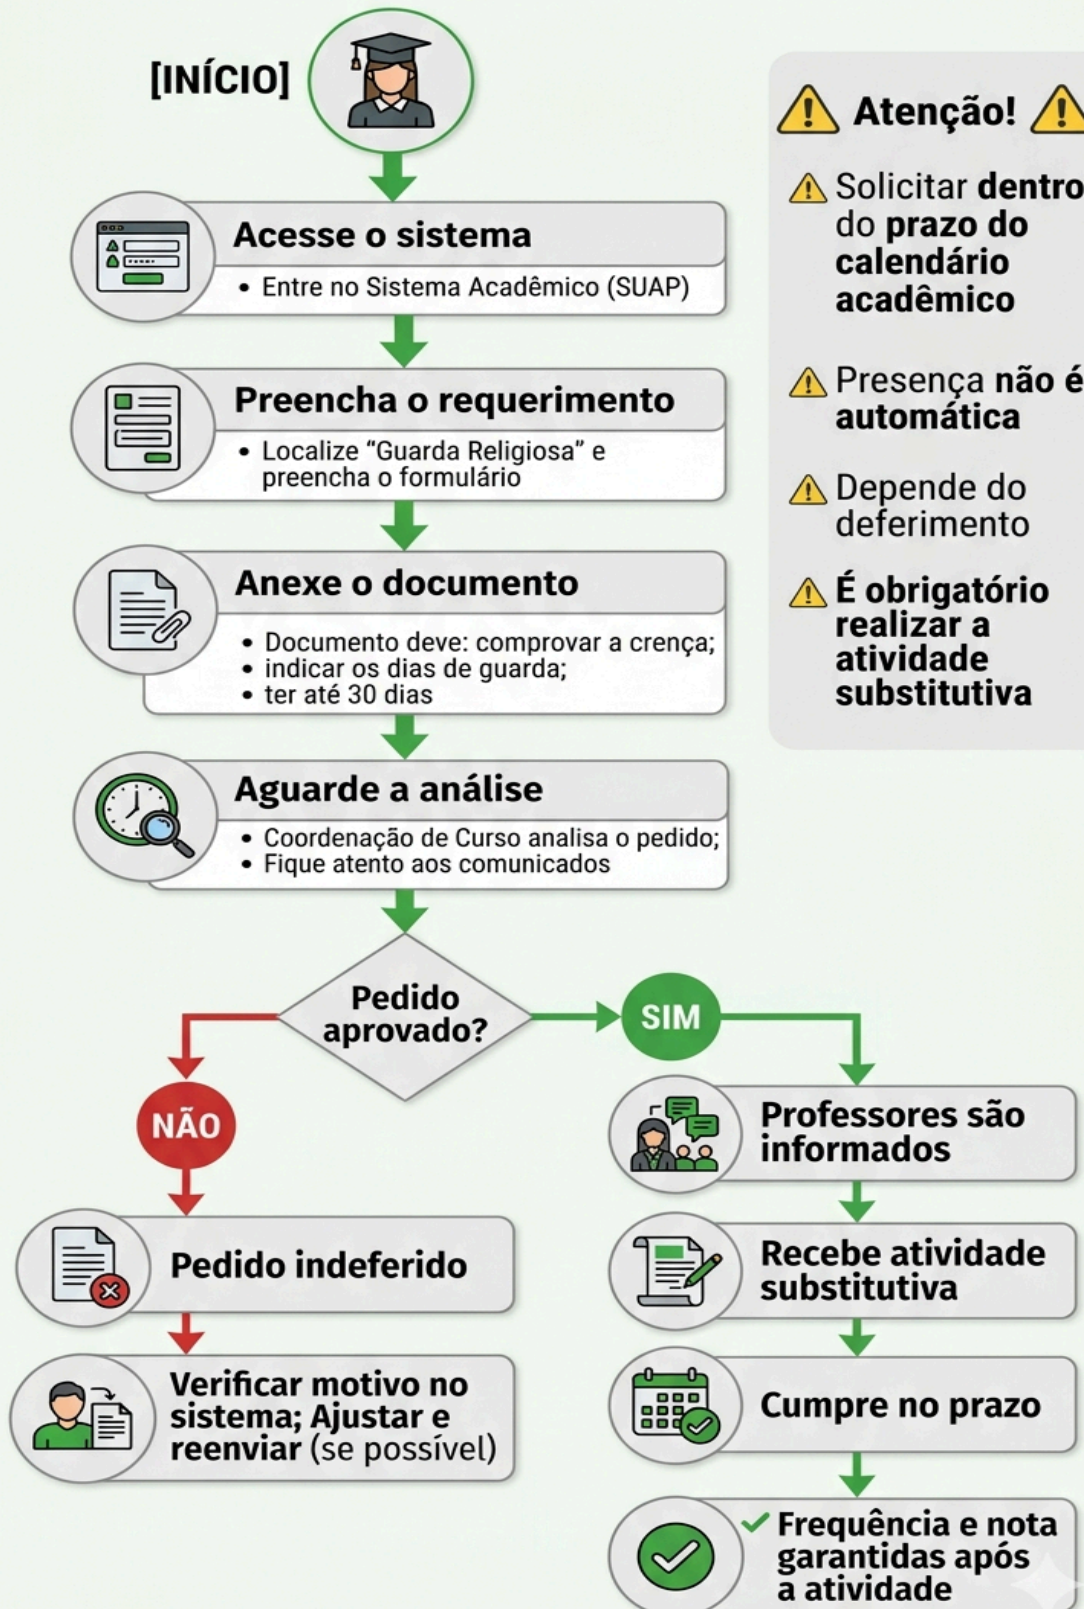 [INÍCIO]
Acesse o sistema
• Entre no Sistema Acadêmico (SUAP)
Preencha o requerimento
• Localize “Guarda Religiosa” e
preencha o formulário
Anexe o documento
• Documento deve: comprovar a crença;
• indicar os dias de guarda;
• ter até 30 dias
Aguarde a análise
• Coordenação de Curso analisa o pedido;
• Fique atento aos comunicados
Pedido
aprovado?
NÃO
Pedido indeferido
Verificar motivo no
sistema; Ajustar e
reenviar (se possível)
SIM
Professores são
informados
Recebe atividade
substitutiva
Cumpre no prazo
Frequência e nota
garantidas após
a atividade
Atenção!
Solicitar dentro
do prazo do
calendário
acadêmico
Presença não é
automática
Depende do
deferimento
É obrigatório
realizar a
atividade
substitutiva